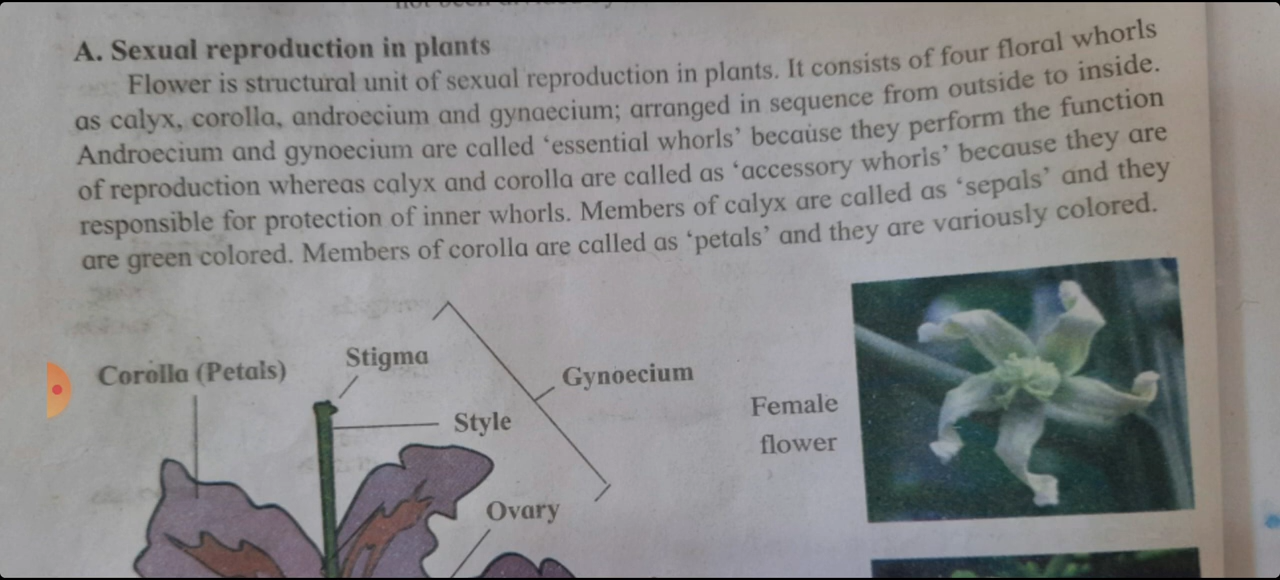 A. Sexual reproduction in plants
Flower is structural unit of sexual reproduction in plants. It consists of four floral whorls
as calyx, corolla, androecium and gynaecium; arranged in sequence from outside to inside.
Androecium and gynoecium are called ‘essential whorls’ because they perform the function
of reproduction whereas calyx and corolla are called as ‘accessory whorls’ because they are
responsible for protection of inner whorls. Members of calyx are called as ‘sepals’ and they
are green colored. Members of corolla are called as ‘petals’ and they are variously colored.
Corolla (Petals)
Stigma
Gynoecium
Style
Ovary
Female
flower